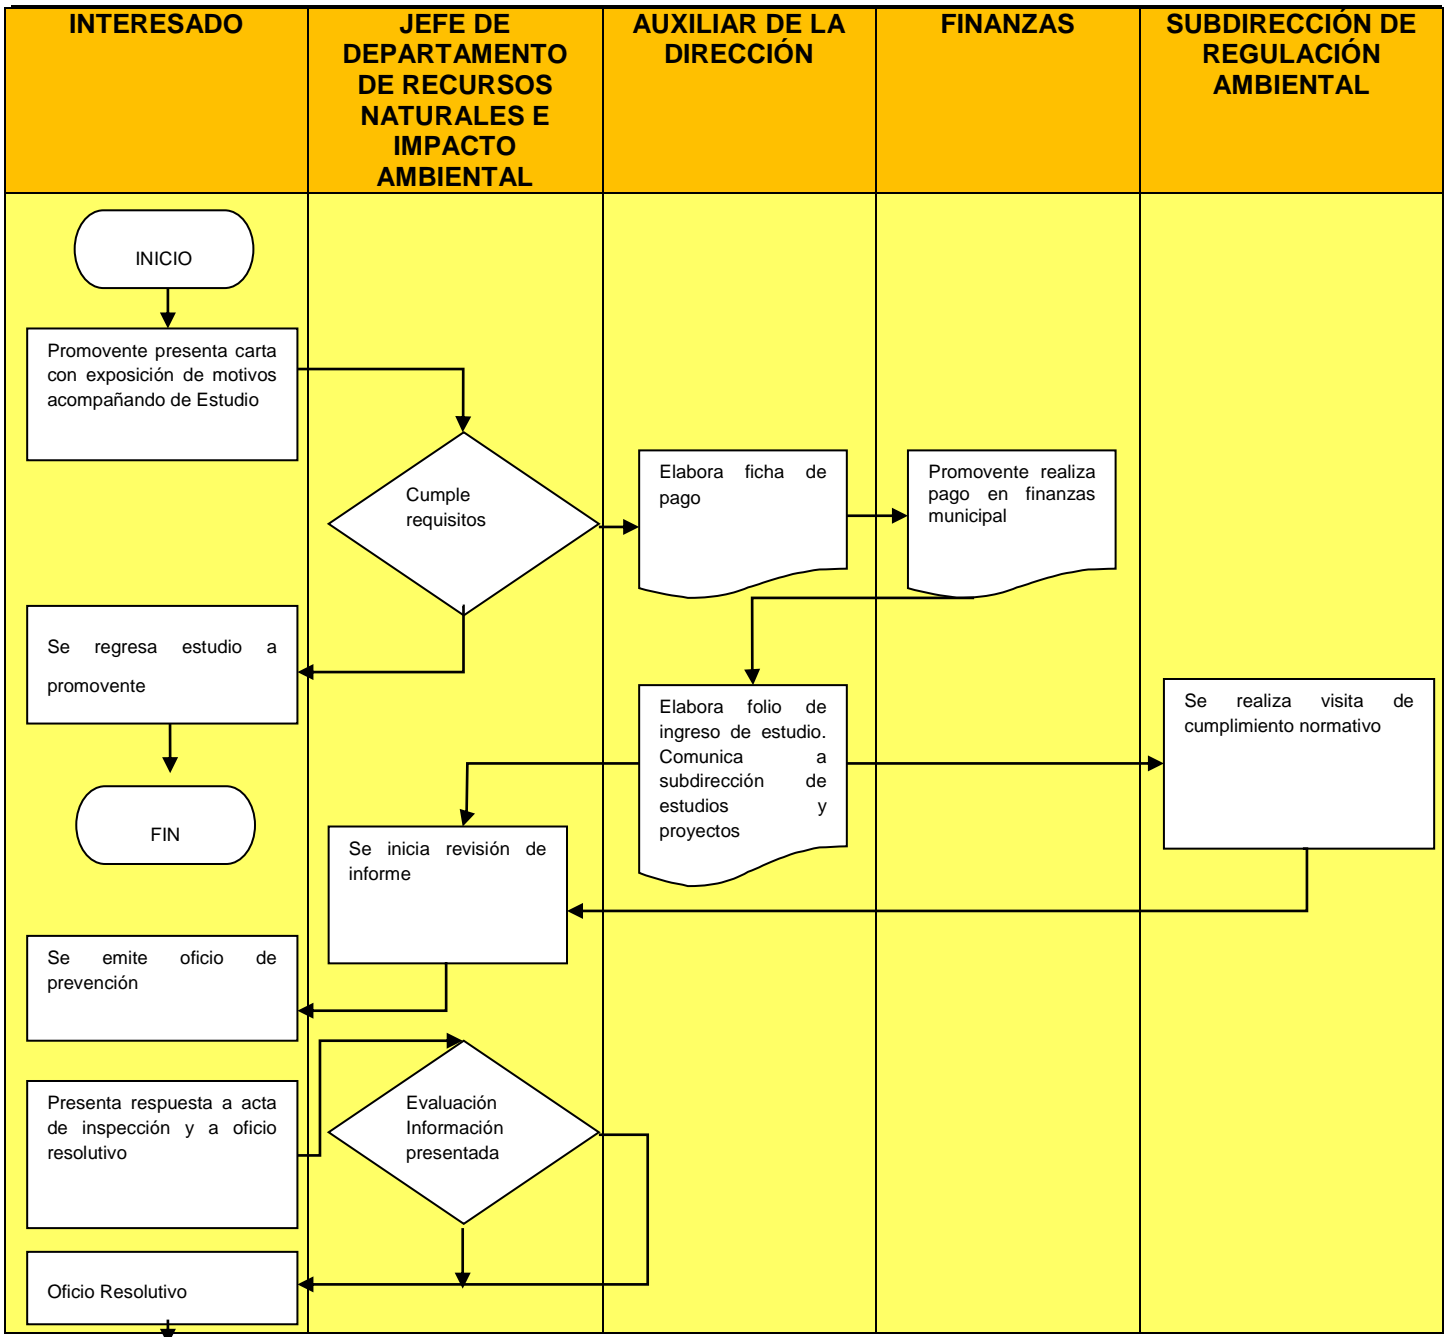 INTERESADO
JEFE DE
DEPARTAMENTO
DE RECURSOS
NATURALES E
IMPACTO
AMBIENTAL
AUXILIAR DE LA
DIRECCIÓN
FINANZAS
SUBDIRECCIÓN DE
REGULACIÓN
AMBIENTAL
INICIO
Promovente presenta carta
con exposición de motivos
acompañando de Estudio
Cumple
requisitos
Elabora ficha de
pago
Promovente realiza
pago en finanzas
municipal
Se regresa estudio a
promovente
FIN
Elabora folio de
ingreso de estudio.
Comunica a
subdirección de
estudios y
proyectos
Se realiza visita de
cumplimiento normativo
Se inicia revisión de
informe
Se emite oficio de
prevención
Presenta respuesta a acta
de inspección y a oficio
resolutivo
Evaluación
Información
presentada
Oficio Resolutivo